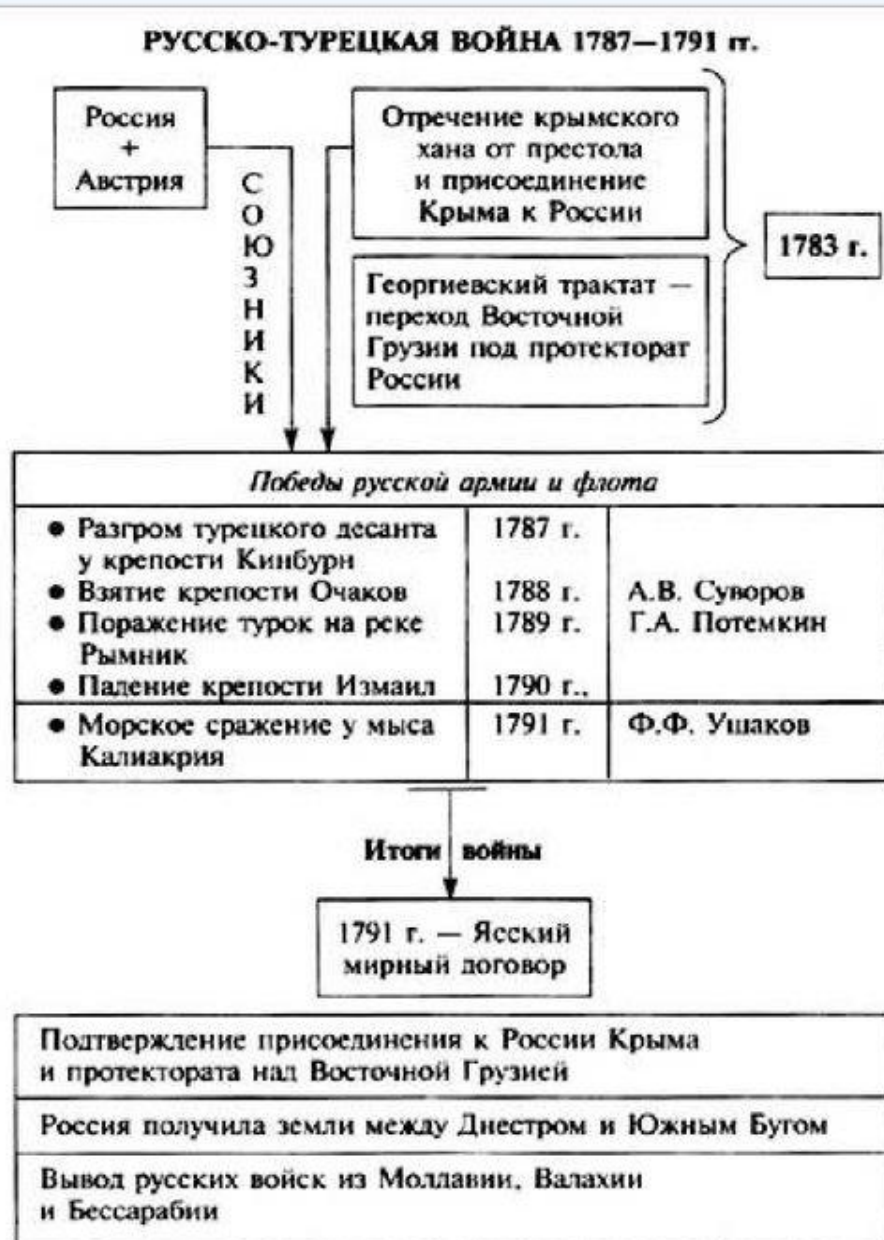 РУССКО-ТУРЕЦКАЯ ВОЙНА 1787—1791 гг.
Россия
+
Австрия
СОЮЗНИКИ
Отречение крымского
хана от престола
и присоединение
Крыма к России
Георгиевский трактат —
переход Восточной
Грузии под протекторат
России
1783 г.
Победы русской армии и флота
● Разгром турецкого десанта 1787 г.
у крепости Кинбурн
● Взятие крепости Очаков 1788 г. А.В. Суворов
● Поражение турок на реке 1789 г. Г.А. Потемкин
Рымник
● Падение крепости Измаил 1790 г.,
● Морское сражение у мыса 1791 г. Ф.Ф. Ушаков
Калиакрия
Итоги войны
1791 г. — Ясский
мирный договор
Подтверждение присоединения к России Крыма
и протектората над Восточной Грузией
Россия получила земли между Днестром и Южным Бугом
Вывод русских войск из Молдавии, Валахии
и Бессарабии